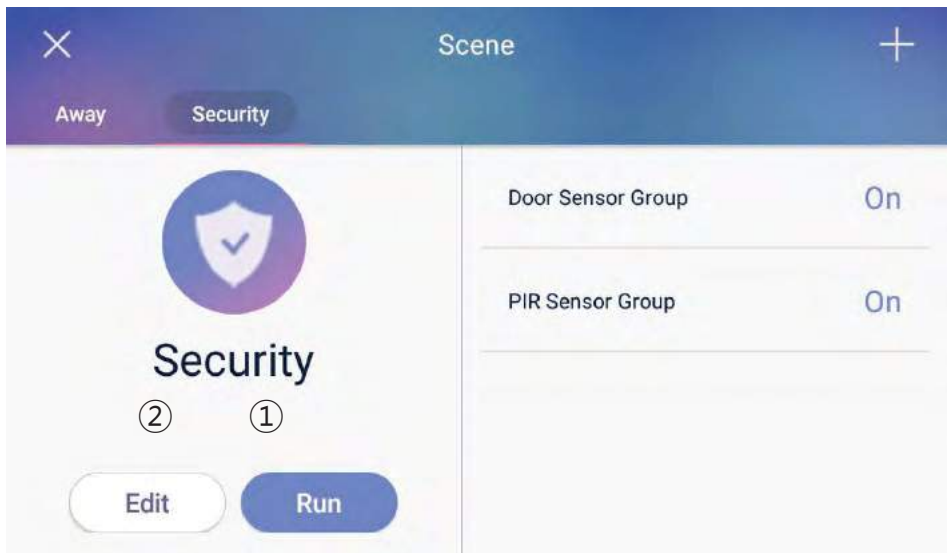 Scene
Away
Security
Security
② ①
Edit
Run
Door Sensor Group On
PIR Sensor Group On